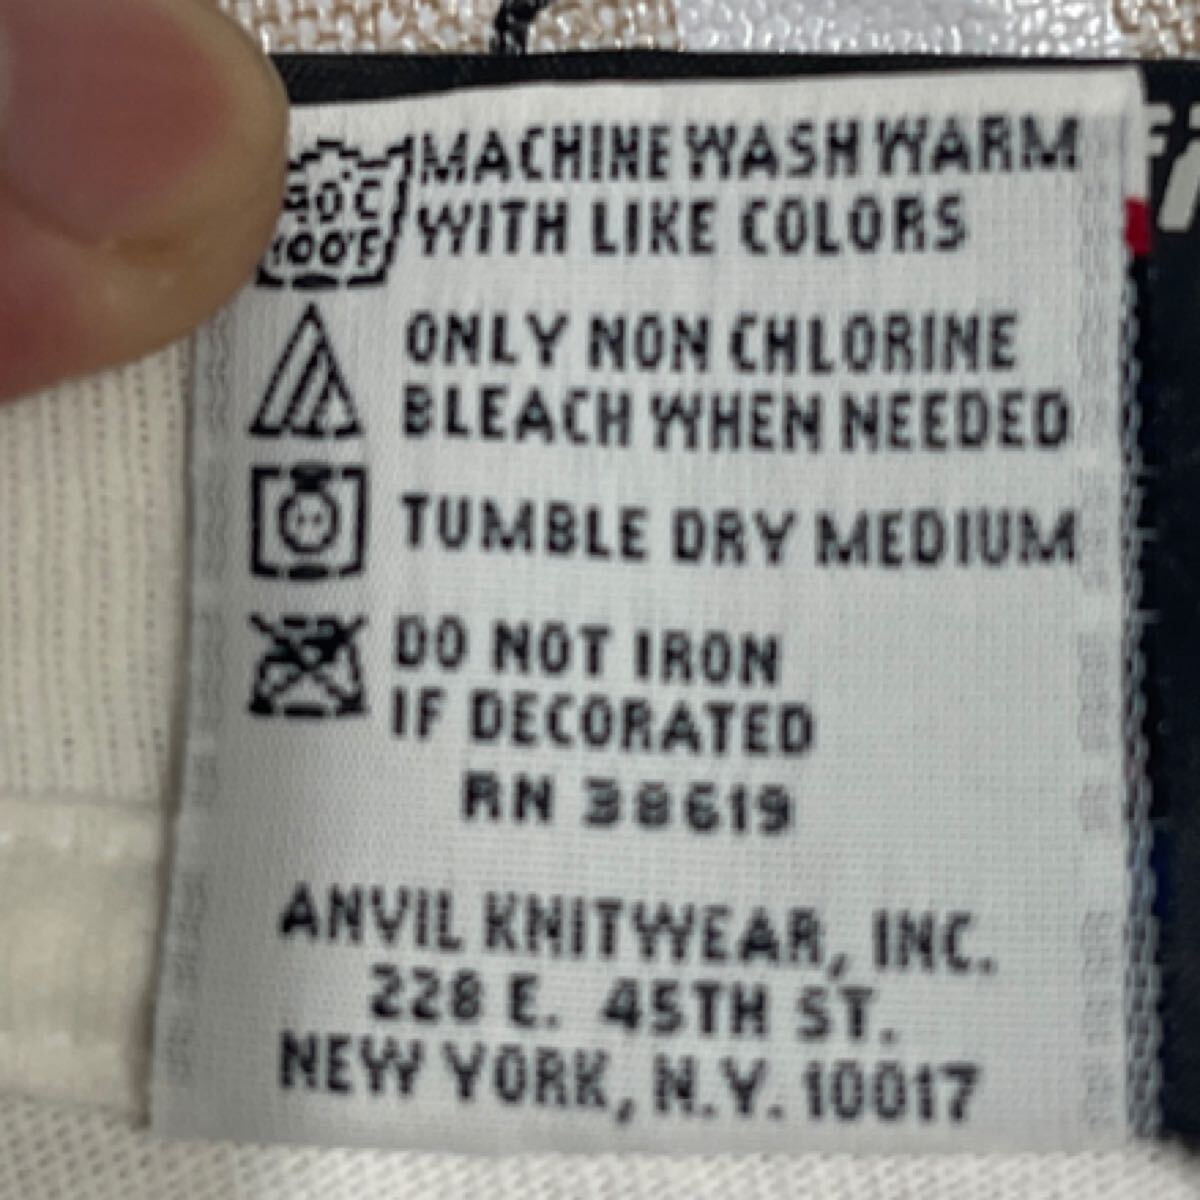 MACHINE WASH WARM
40°C
100°F
WITH LIKE COLORS
ONLY NON CHLORINE
BLEACH WHEN NEEDED
TUMBLE DRY MEDIUM
DO NOT IRON
IF DECORATED
RN 38619
ANVIL KNITWEAR, INC.
228 E. 45TH ST.
NEW YORK, N.Y. 10017